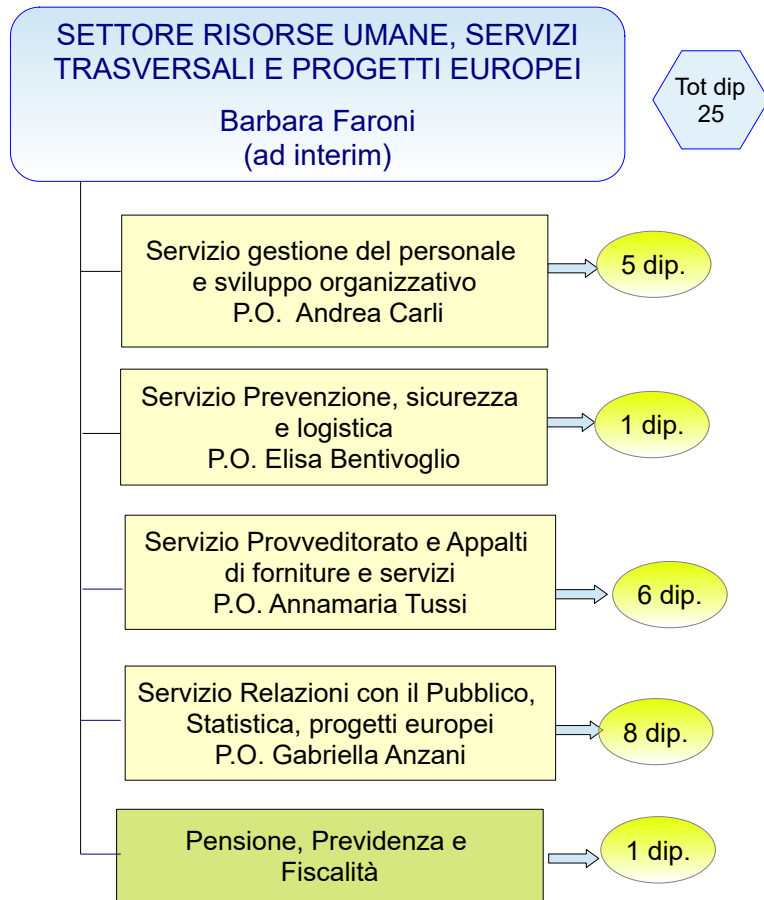 SETTORE RISORSE UMANE, SERVIZI
TRASVERSALI E PROGETTI EUROPEI
Barbara Faroni
(ad interim)
Tot dip
25
Servizio gestione del personale
e sviluppo organizzativo
P.O. Andrea Carli
5 dip.
Servizio Prevenzione, sicurezza
e logistica
P.O. Elisa Bentivoglio
1 dip.
Servizio Provveditorato e Appalti
di forniture e servizi
P.O. Annamaria Tussi
6 dip.
Servizio Relazioni con il Pubblico,
Statistica, progetti europei
P.O. Gabriella Anzani
8 dip.
Pensione, Previdenza e
Fiscalità
1 dip.